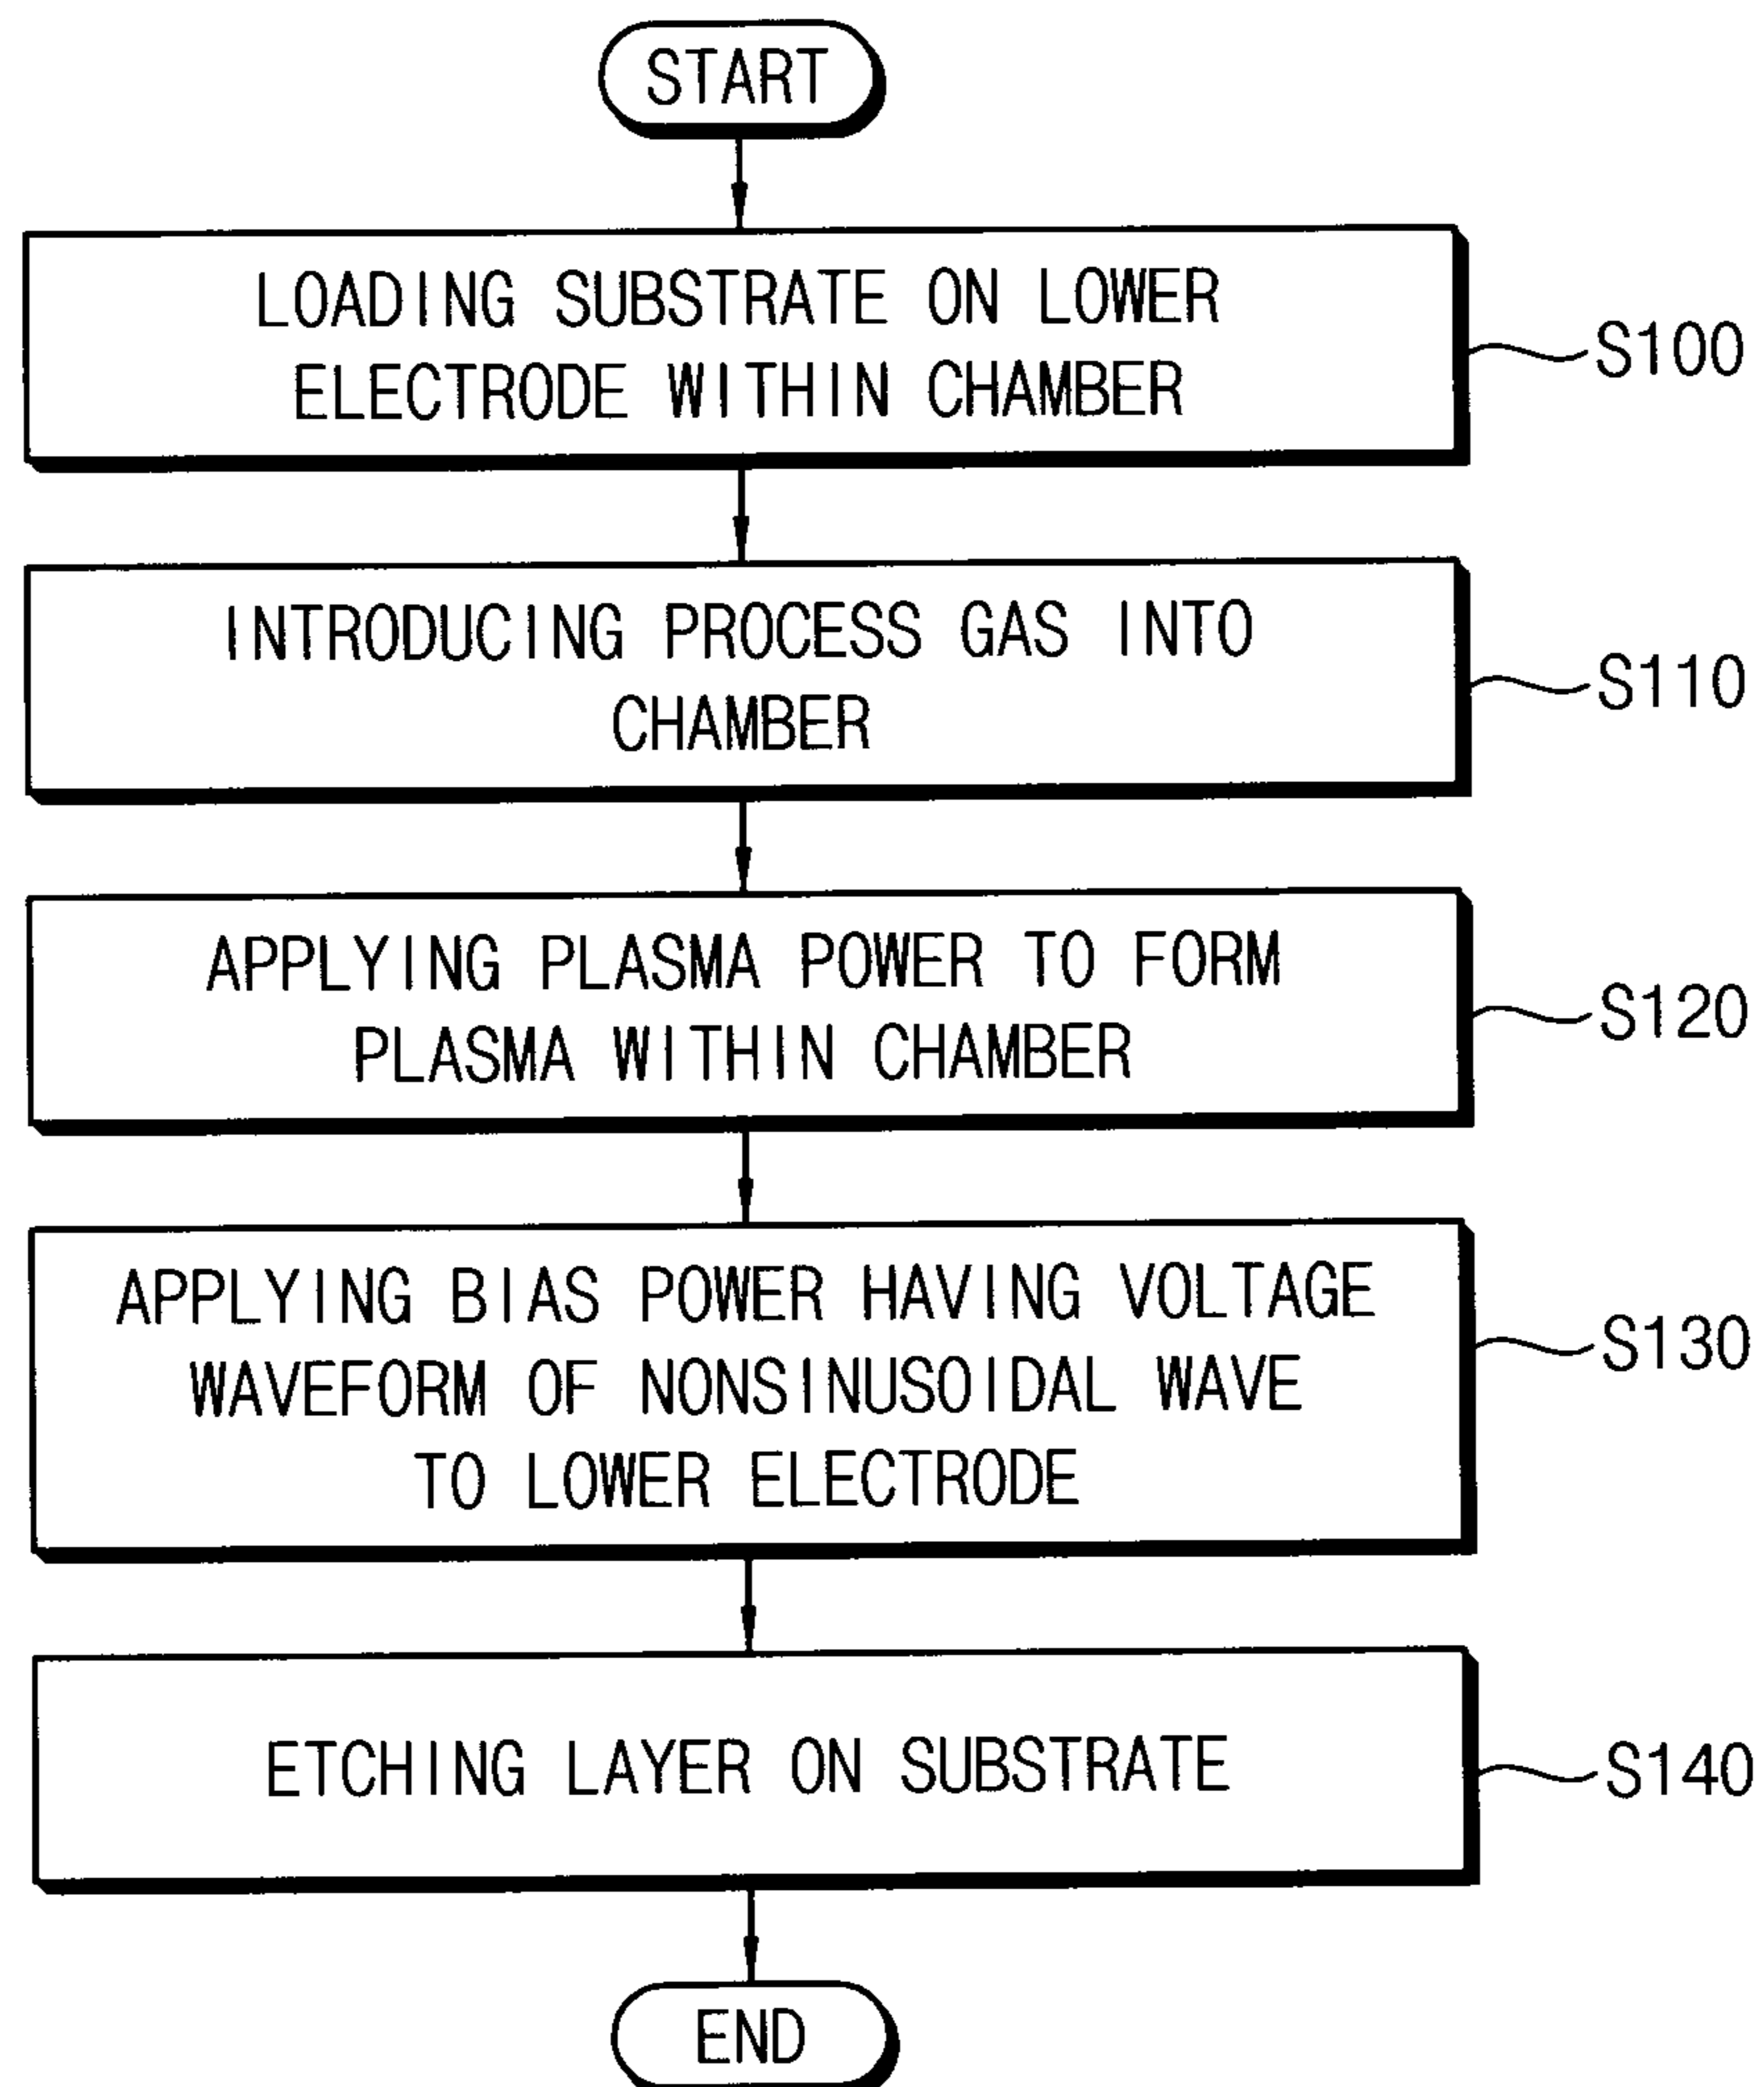 START
LOADING SUBSTRATE ON LOWER
ELECTRODE WITHIN CHAMBER
S100
INTRODUCING PROCESS GAS INTO
CHAMBER
S110
APPLYING PLASMA POWER TO FORM
PLASMA WITHIN CHAMBER
S120
APPLYING BIAS POWER HAVING VOLTAGE
WAVEFORM OF NONSINUSOIDAL WAVE
TO LOWER ELECTRODE
S130
ETCHING LAYER ON SUBSTRATE
S140
END